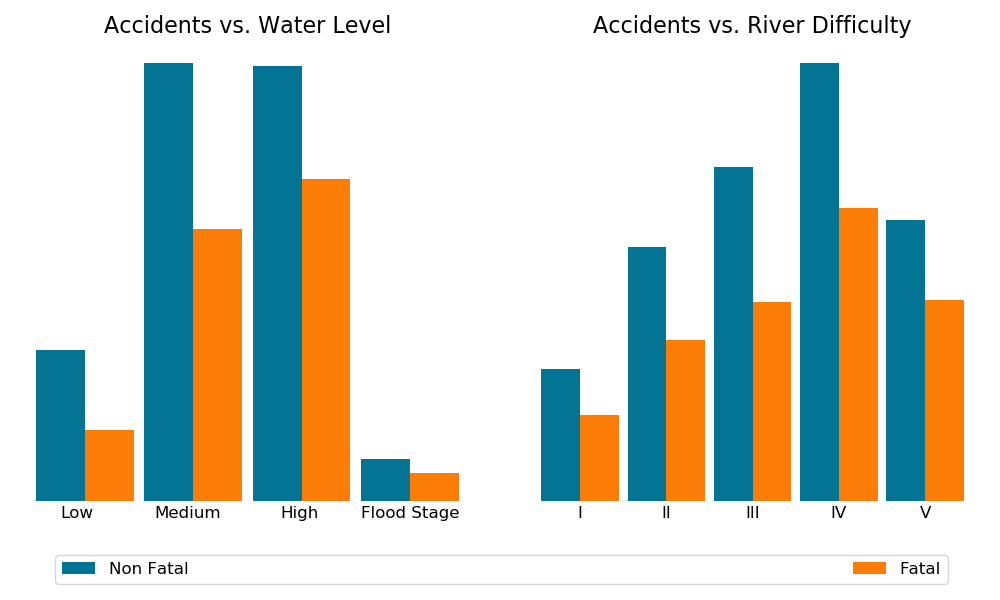 Accidents vs. Water Level
Accidents vs. River Difficulty
Low Medium High Flood Stage
I II III IV V
Non Fatal Fatal